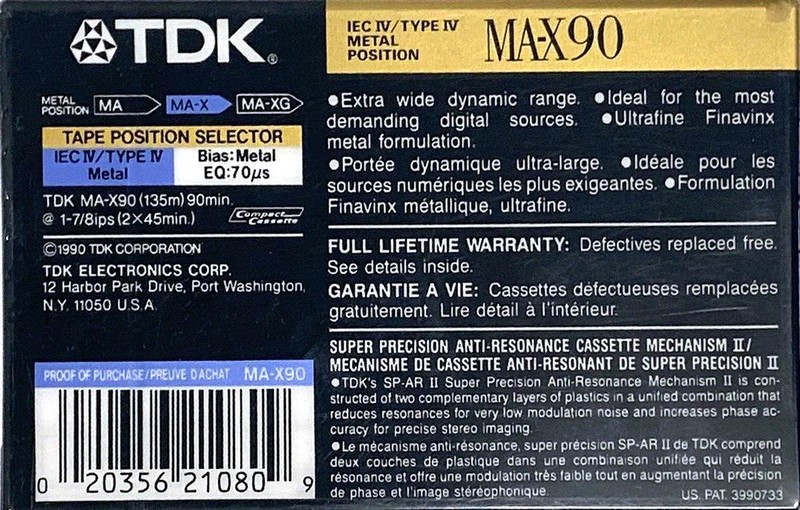 TDK®
IEC IV/TYPE IV
METAL
POSITION
MA-X90
METAL
POSITION
MA
MA-X
MA-XG
TAPE POSITION SELECTOR
IEC IV/TYPE IV
Metal
Bias:Metal
EQ:70μs
TDK MA-X90 (135m) 90min.
@ 1-7/8ips (2×45min.)
Compact
Cassette
©1990 TDK CORPORATION
TDK ELECTRONICS CORP.
12 Harbor Park Drive, Port Washington,
N.Y. 11050 U.S.A.
PROOF OF PURCHASE/PREUVE D'ACHAT MA-X90
0 20356 21080 9
●Extra wide dynamic range. ●Ideal for the most
demanding digital sources. ●Ultrafine Finavinx
metal formulation.
●Portée dynamique ultra-large. ●Idéale pour les
sources numériques les plus exigeantes. ●Formulation
Finavinx métallique, ultrafine.
FULL LIFETIME WARRANTY: Defectives replaced free.
See details inside.
GARANTIE A VIE: Cassettes défectueuses remplacées
gratuitement. Lire détail à l'intérieur.
SUPER PRECISION ANTI-RESONANCE CASSETTE MECHANISM II/
MECANISME DE CASSETTE ANTI-RESONANT DE SUPER PRECISION II
●TDK's SP-AR II Super Precision Anti-Resonance Mechanism II is con-
structed of two complementary layers of plastics in a unified combination that
reduces resonances for very low modulation noise and increases phase ac-
curacy for precise stereo imaging.
●Le mécanisme anti-résonance, super précision SP-AR II de TDK comprend
deux couches de plastique dans une combinaison unifiée qui réduit la
résonance et offre une modulation très faible tout en augmentant la précision
de phase et l'image stéréophonique.
US. PAT. 3990733